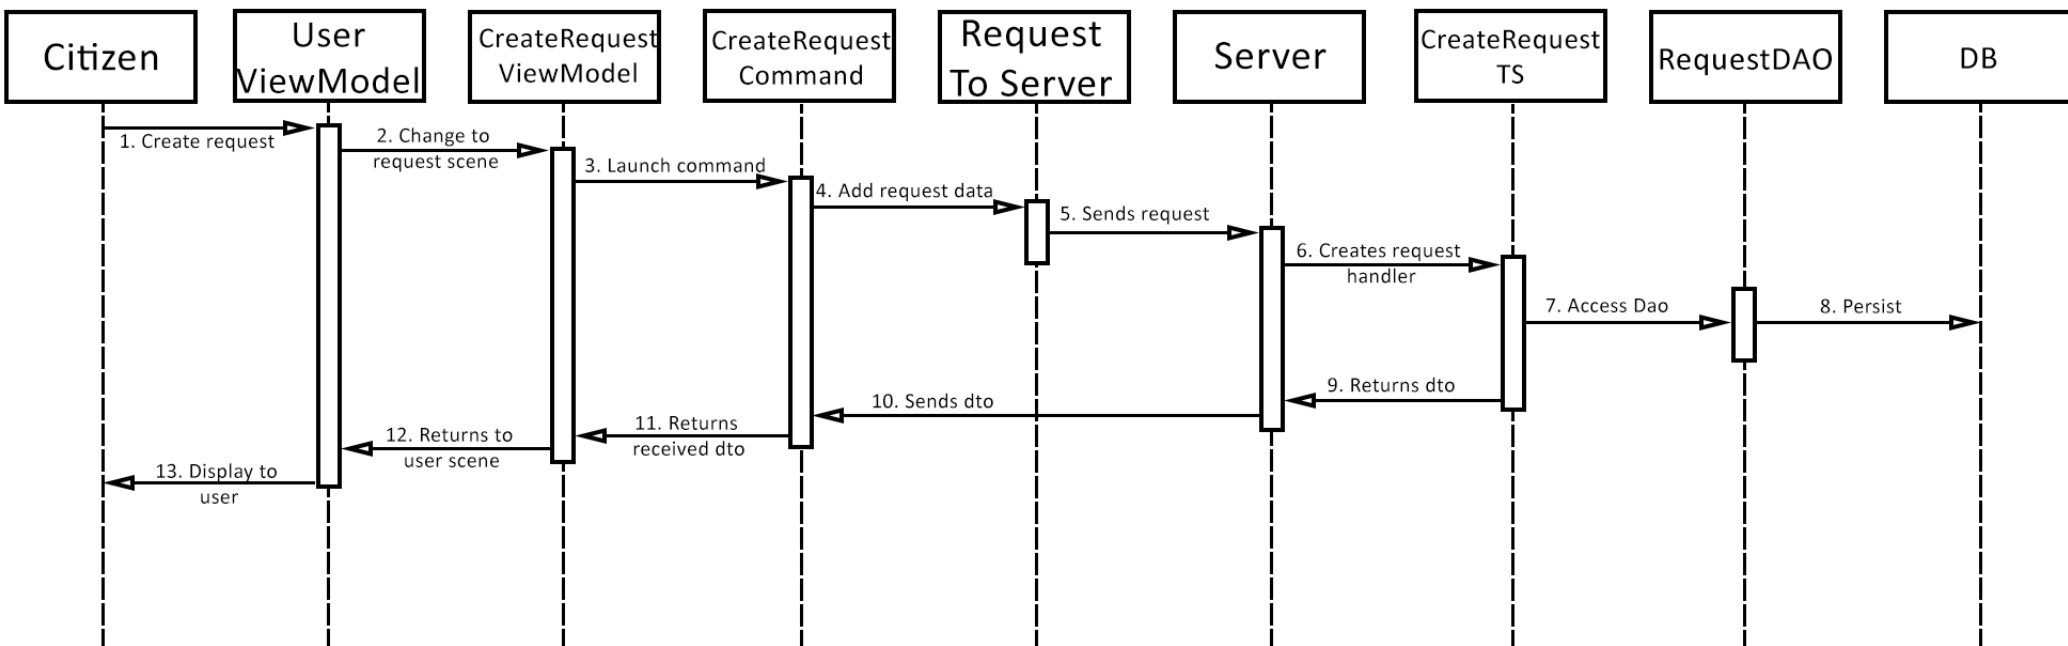 Citizen
User
ViewModel
CreateRequest
ViewModel
CreateRequest
Command
Request
To Server
Server
CreateRequest
TS
RequestDAO
DB
1. Create request
2. Change to
request scene
3. Launch command
4. Add request data
5. Sends request
6. Creates request
handler
7. Access Dao
8. Persist
9. Returns dto
10. Sends dto
11. Returns
received dto
12. Returns to
user scene
13. Display to
user